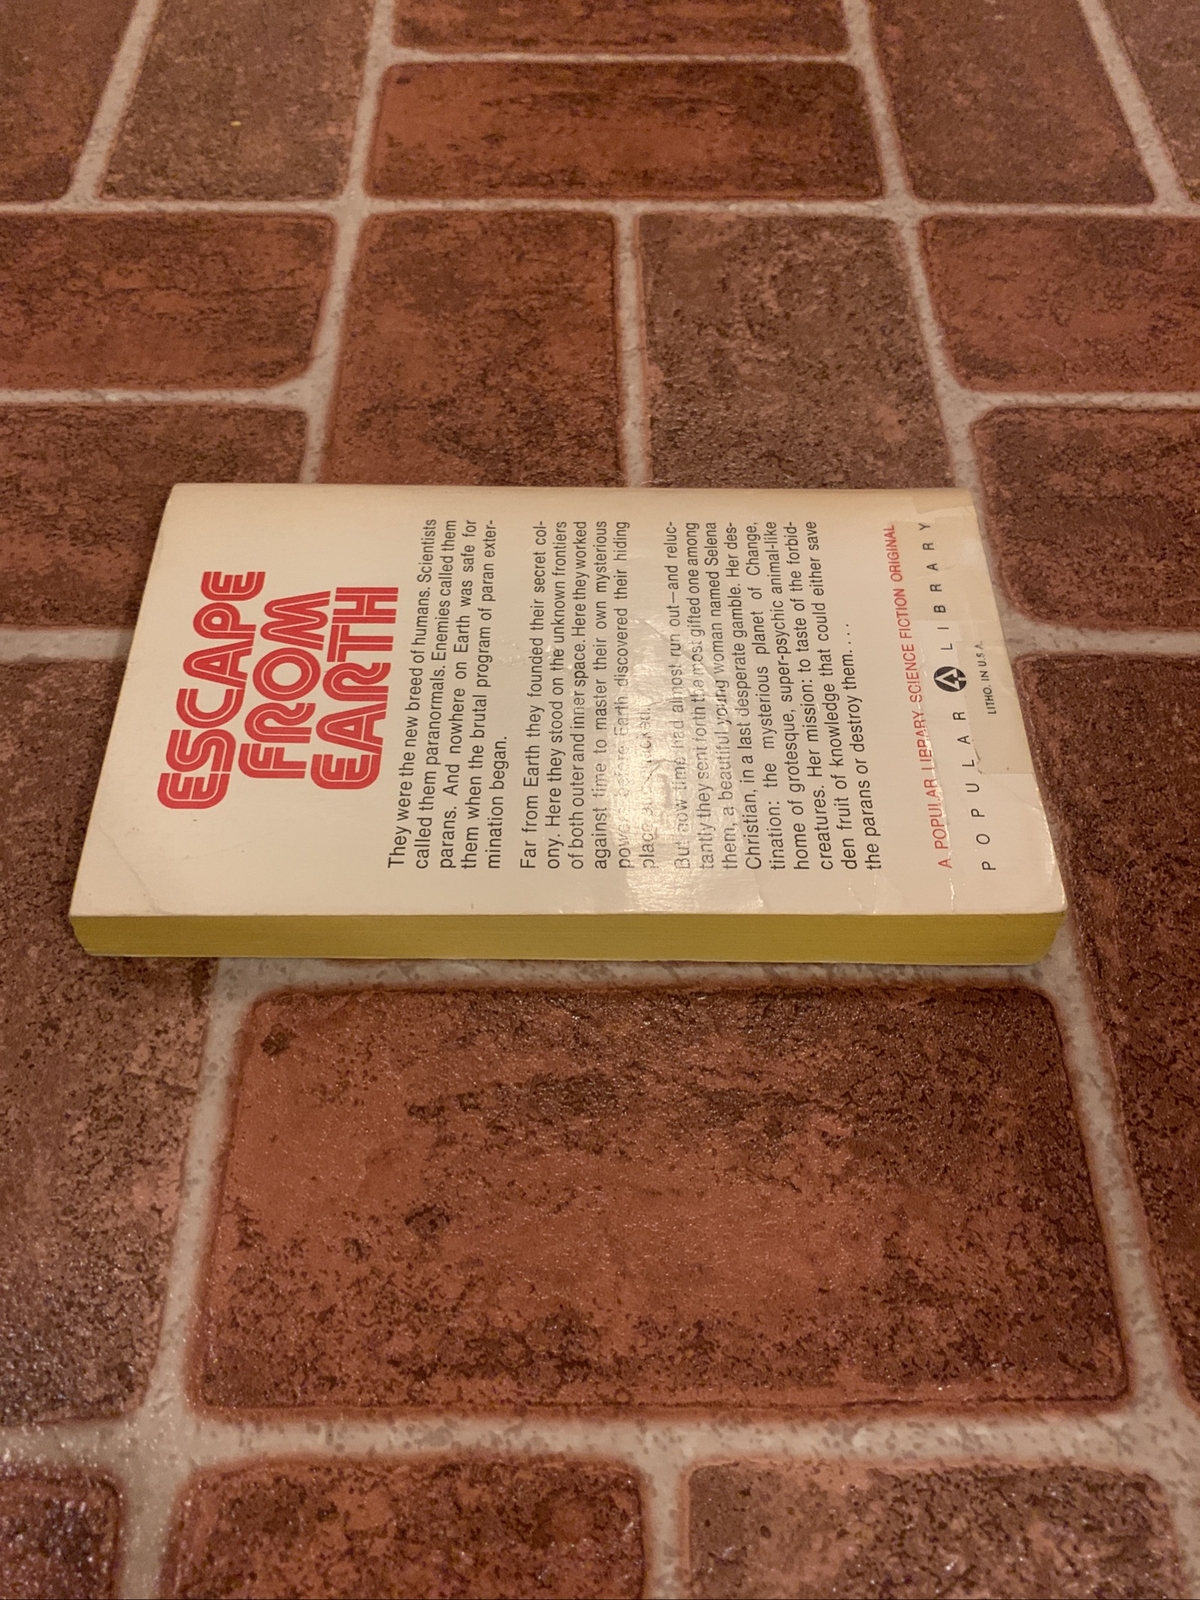 ESCAPE
FROM
EARTH
They were the new breed of humans. Scientists
called them paranormals. Enemies called them
parans. And nowhere on Earth was safe for
them when the brutal program of paran exter-
mination began.
Far from Earth they founded their secret col-
ony. Here they stood on the unknown frontiers
of both outer and inner space. Here they worked
against time to master their own mysterious
before Earth discovered their hiding
But now time had almost run out—and reluc-
tantly they sent forth the most gifted one among
them, a beautiful young woman named Selena
Christian, in a last desperate gamble. Her des-
tination: the mysterious planet of Change,
home of grotesque, super-psychic animal-like
creatures. Her mission: to taste of the forbid-
den fruit of knowledge that could either save
the parans or destroy them. . . .
A POPULAR LIBRARY SCIENCE FICTION ORIGINAL
POPULAR LIBRARY
LITHO. IN U.S.A.